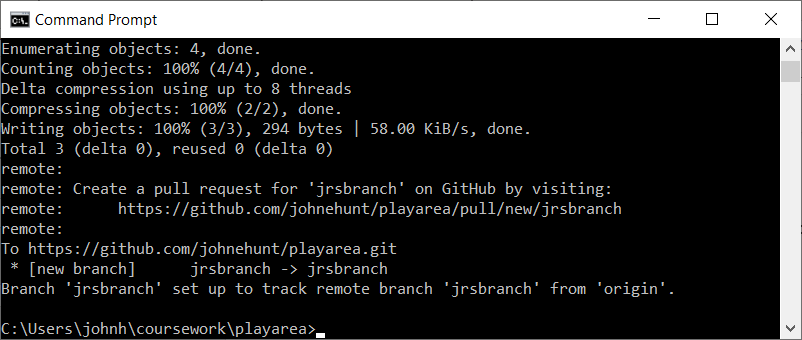 Command Prompt
Enumerating objects: 4, done.
Counting objects: 100% (4/4), done.
Delta compression using up to 8 threads
Compressing objects: 100% (2/2), done.
Writing objects: 100% (3/3), 294 bytes | 58.00 KiB/s, done.
Total 3 (delta 0), reused 0 (delta 0)
remote:
remote: Create a pull request for 'jrsbranch' on GitHub by visiting:
remote:      https://github.com/johnehunt/playarea/pull/new/jrsbranch
remote:
To https://github.com/johnehunt/playarea.git
 * [new branch]      jrsbranch -> jrsbranch
Branch 'jrsbranch' set up to track remote branch 'jrsbranch' from 'origin'.
C:\Users\johnh\coursework\playarea>